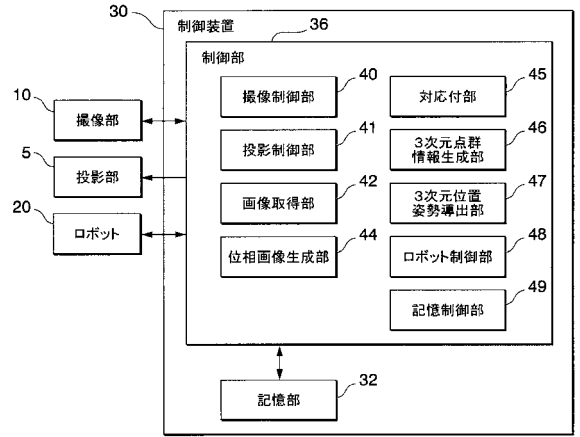 30
制御装置
36
制御部
10
撮像部
5
投影部
20
ロボット
40
撮像制御部
41
投影制御部
42
画像取得部
44
位相画像生成部
45
対応付部
46
3次元点群
情報生成部
47
3次元位置
姿勢導出部
48
ロボット制御部
49
記憶制御部
32
記憶部